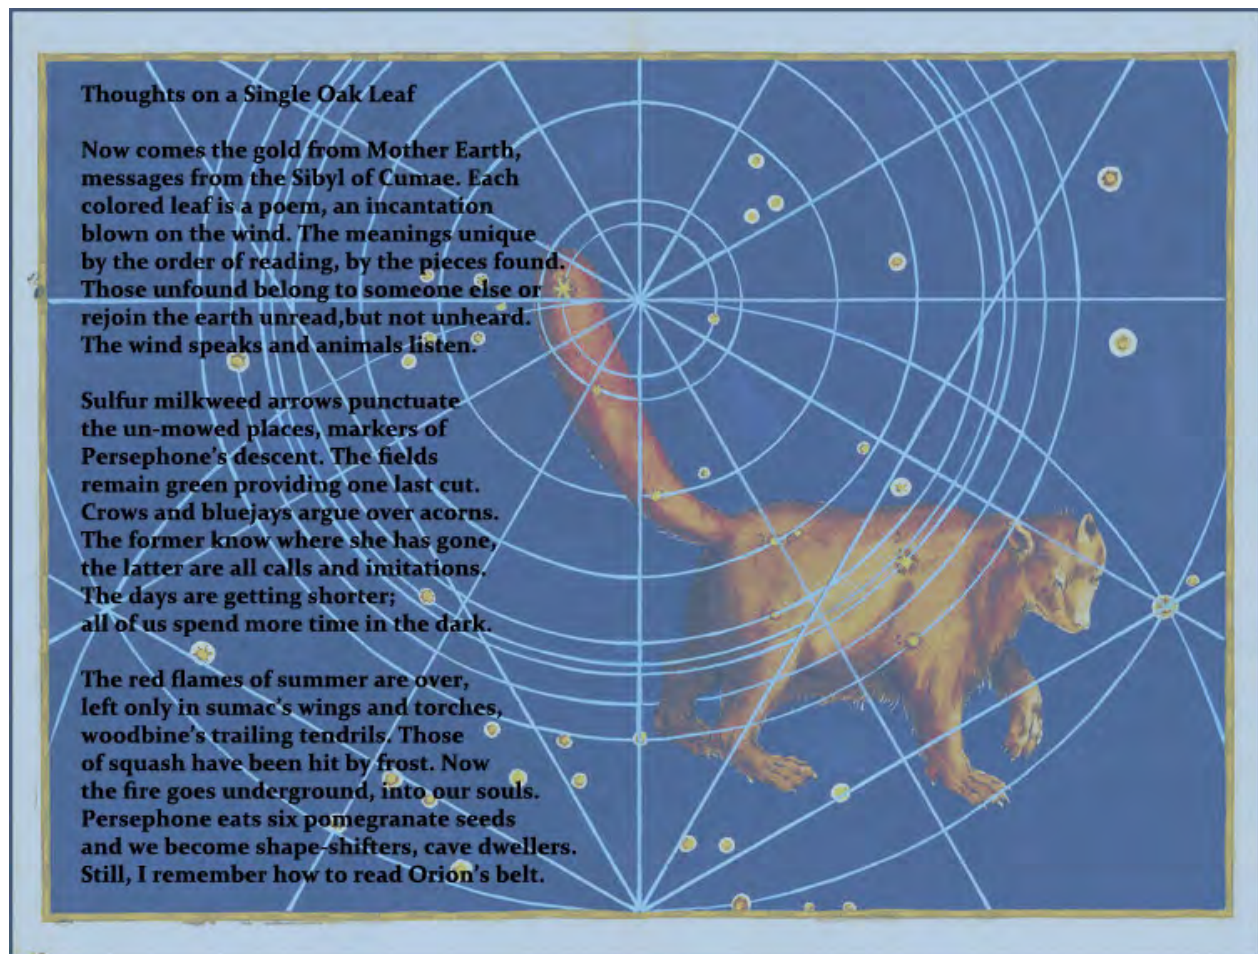 Thoughts on a Single Oak Leaf
Now comes the gold from Mother Earth,
messages from the Sibyl of Cumae. Each
colored leaf is a poem, an incantation
blown on the wind. The meanings unique
by the order of reading, by the pieces found.
Those unfound belong to someone else or
rejoin the earth unread,but not unheard.
The wind speaks and animals listen.
Sulfur milkweed arrows punctuate
the un-mowed places, markers of
Persephone's descent. The fields
remain green providing one last cut.
Crows and bluejays argue over acorns.
The former know where she has gone,
the latter are all calls and imitations.
The days are getting shorter;
all of us spend more time in the dark.
The red flames of summer are over,
left only in sumac's wings and torches,
woodbine's trailing tendrils. Those
of squash have been hit by frost. Now
the fire goes underground, into our souls.
Persephone eats six pomegranate seeds
and we become shape-shifters, cave dwellers.
Still, I remember how to read Orion's belt.